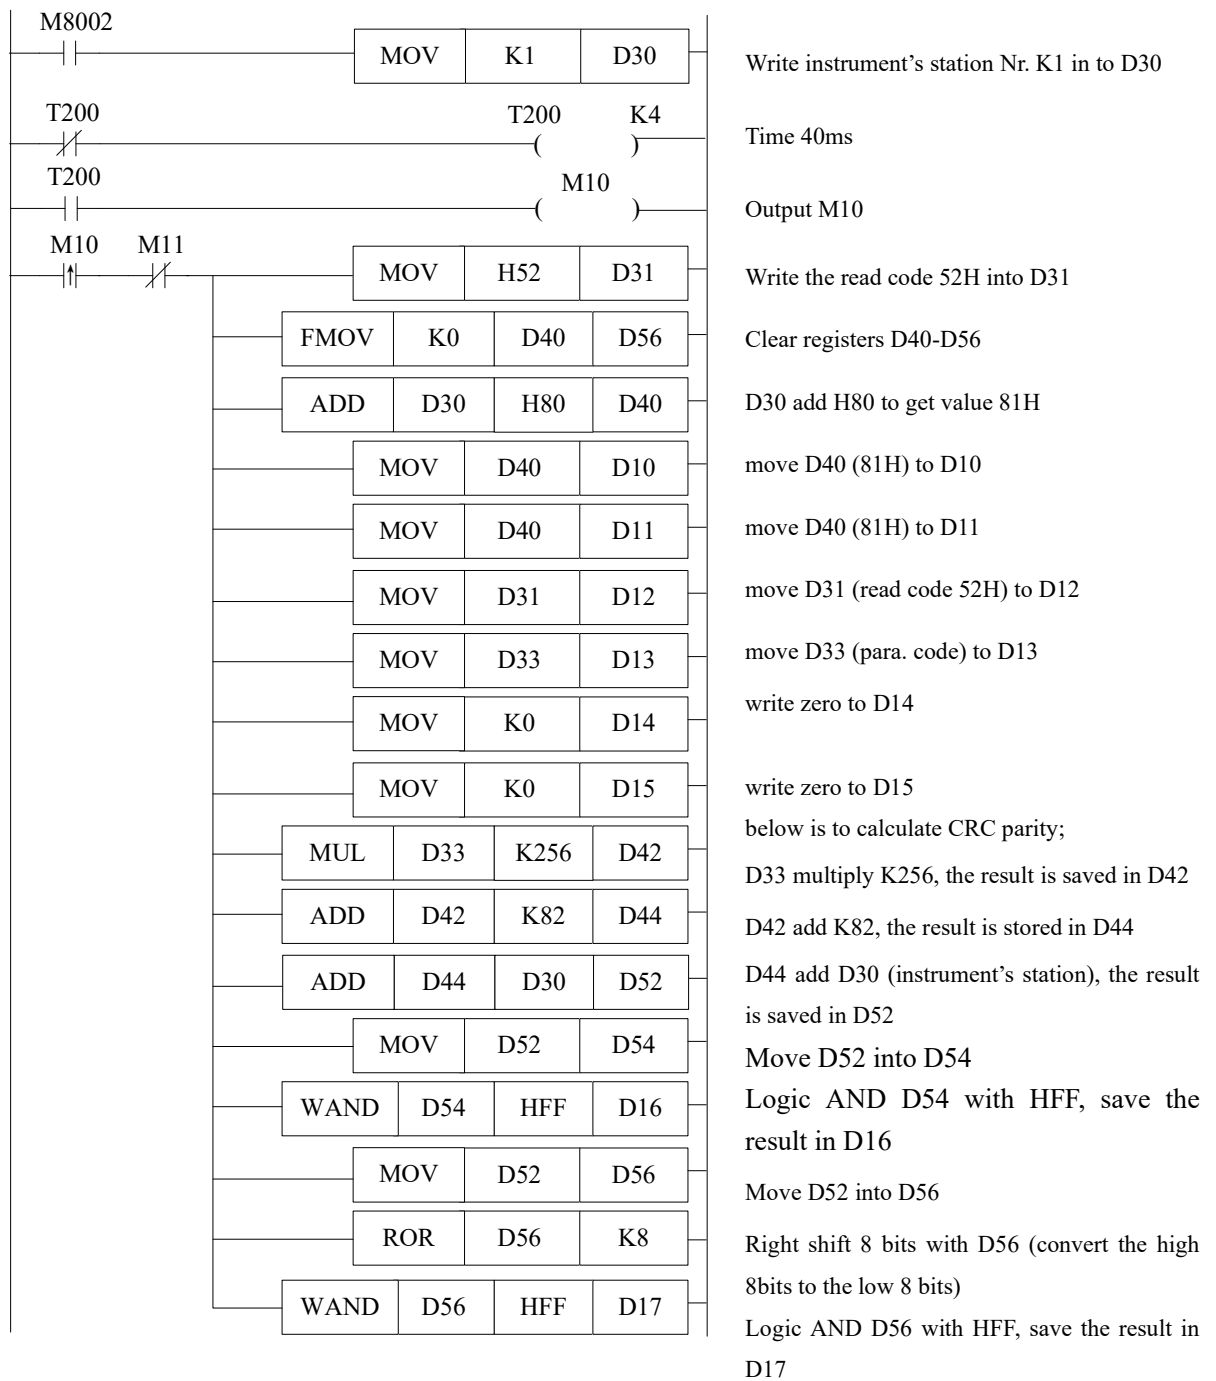 M8002
MOV K1 D30
Write instrument's station Nr. K1 in to D30
T200 T200 K4
Time 40ms
T200 M10
Output M10
M10 M11
MOV H52 D31
Write the read code 52H into D31
FMOV K0 D40 D56
Clear registers D40-D56
ADD D30 H80 D40
D30 add H80 to get value 81H
MOV D40 D10
move D40 (81H) to D10
MOV D40 D11
move D40 (81H) to D11
MOV D31 D12
move D31 (read code 52H) to D12
MOV D33 D13
move D33 (para. code) to D13
MOV K0 D14
write zero to D14
MOV K0 D15
write zero to D15
below is to calculate CRC parity;
MUL D33 K256 D42
D33 multiply K256, the result is saved in D42
ADD D42 K82 D44
D42 add K82, the result is stored in D44
ADD D44 D30 D52
D44 add D30 (instrument's station), the result
is saved in D52
MOV D52 D54
Move D52 into D54
WAND D54 HFF D16
Logic AND D54 with HFF, save the
result in D16
MOV D52 D56
Move D52 into D56
ROR D56 K8
Right shift 8 bits with D56 (convert the high
8bits to the low 8 bits)
WAND D56 HFF D17
Logic AND D56 with HFF, save the result in
D17